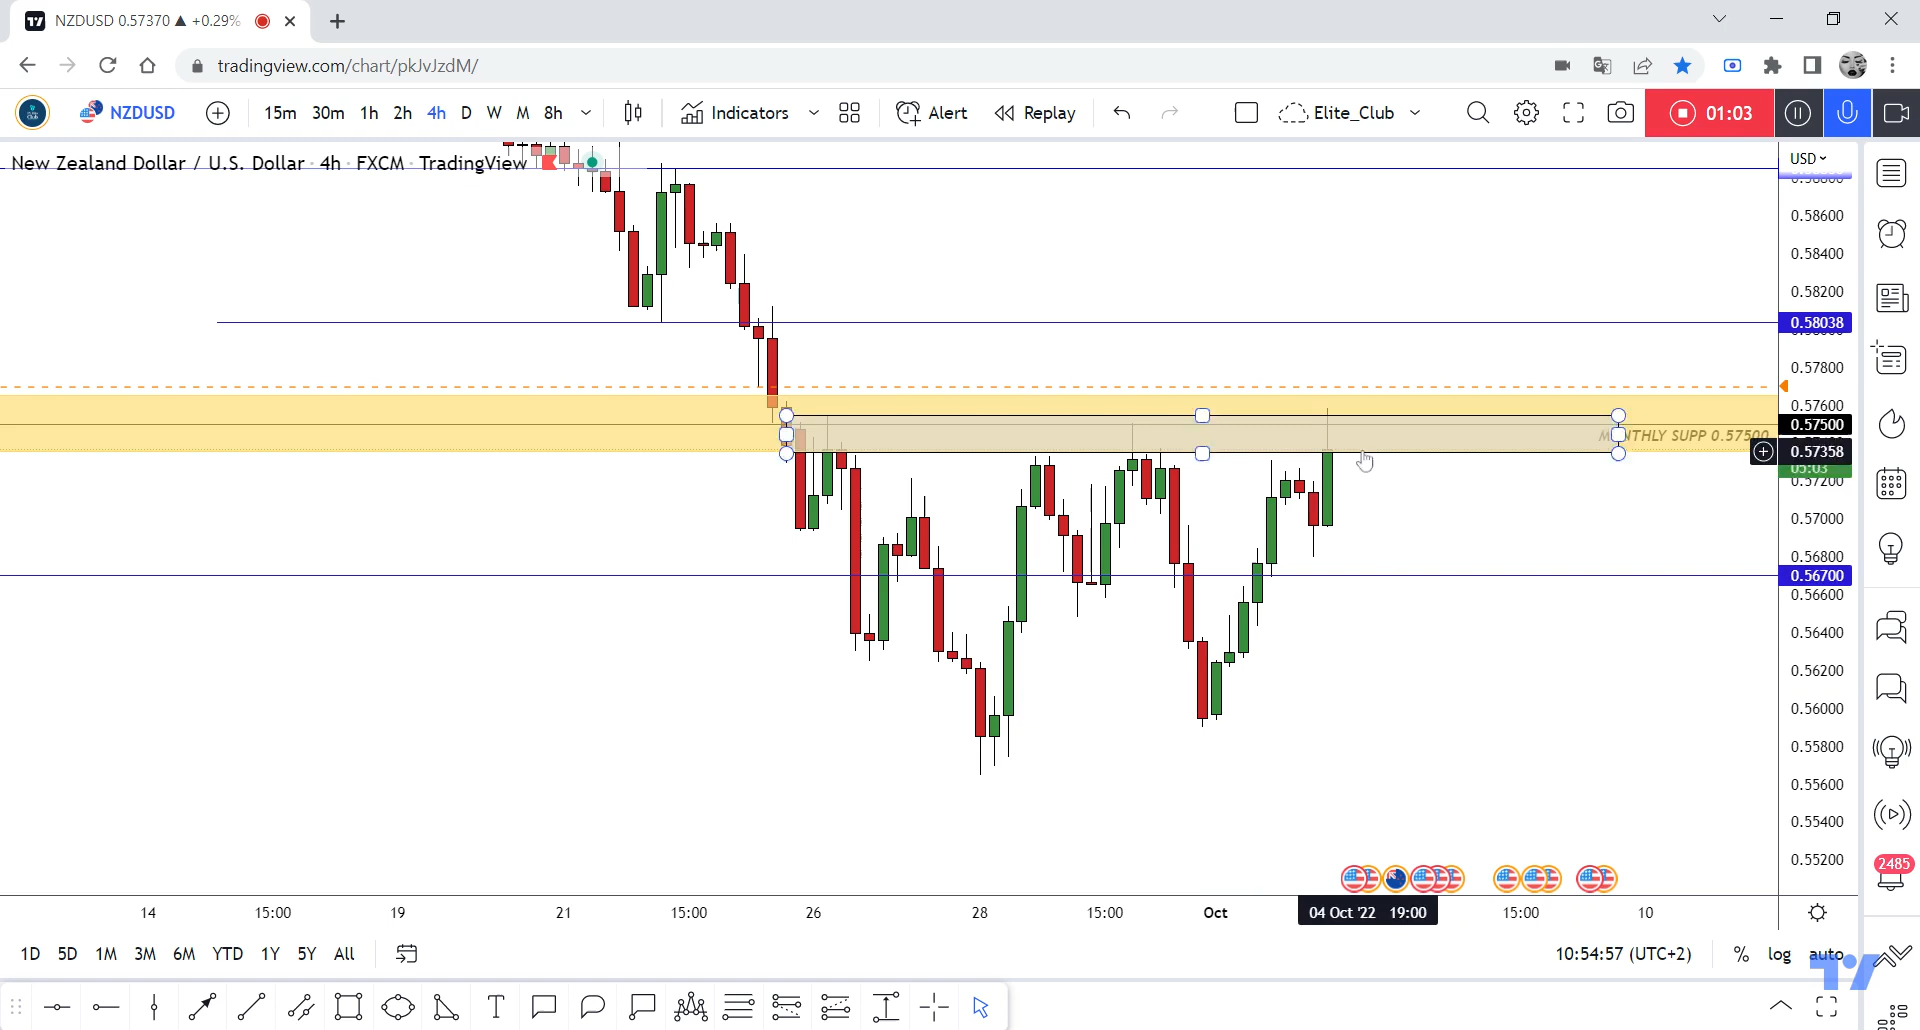 NZDUSD 0.57370 ▲ +0.29%
tradingview.com/chart/pkJvJzdM/
NZDUSD 15m 30m 1h 2h 4h D W M 8h Indicators Alert Replay Elite_Club 01:03
New Zealand Dollar / U.S. Dollar · 4h · FXCM · TradingView
USD
0.58600
0.58400
0.58200
0.58038
0.57800
0.57600
0.57500
MONTHLY SUPP 0.57500
0.57358
05:03
0.57200
0.57000
0.56800
0.56700
0.56600
0.56400
0.56200
0.56000
0.55800
0.55600
0.55400
0.55200
2485
14 15:00 19 21 15:00 26 28 15:00 Oct 04 Oct '22 19:00 15:00 10
1D 5D 1M 3M 6M YTD 1Y 5Y All 10:54:57 (UTC+2) % log auto